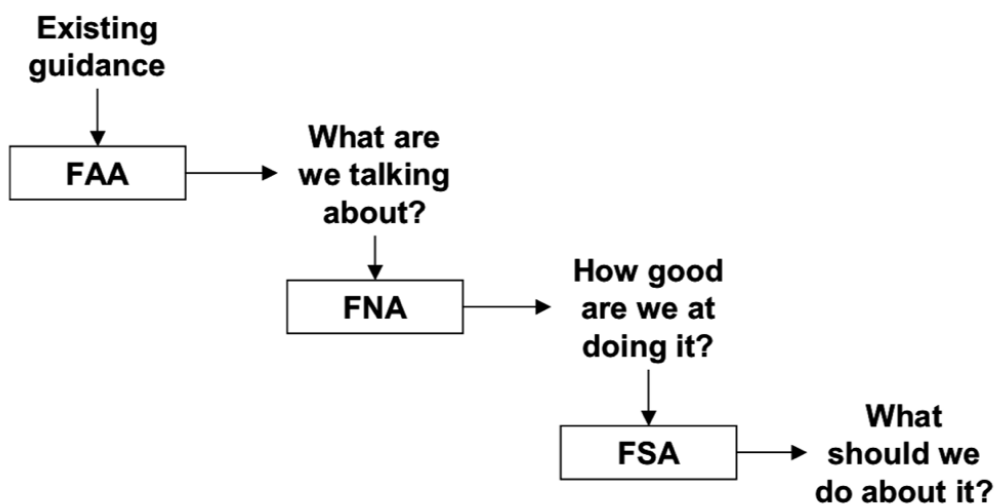 Existing
guidance
FAA
What are
we talking
about?
FNA
How good
are we at
doing it?
FSA
What
should we
do about it?